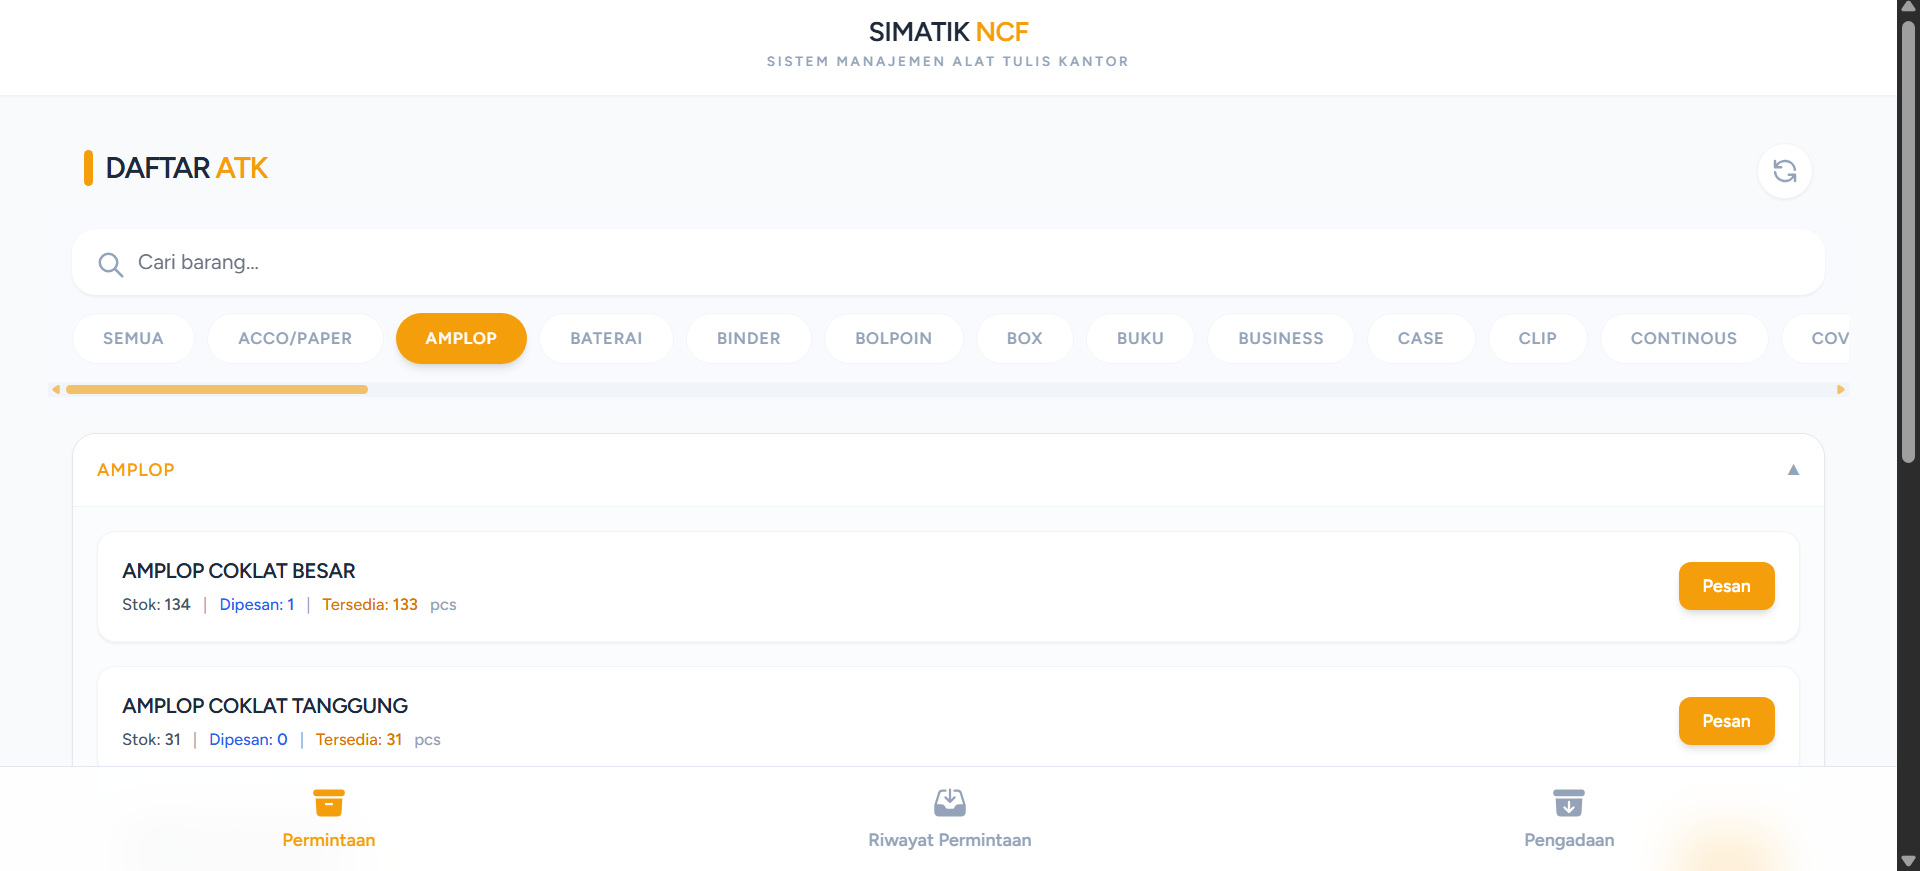 SIMATIK NCF
SISTEM MANAJEMEN ALAT TULIS KANTOR
DAFTAR ATK
Cari barang...
SEMUA ACCO/PAPER AMPLOP BATERAI BINDER BOLPOIN BOX BUKU BUSINESS CASE CLIP CONTINOUS COV
AMPLOP ▲
AMPLOP COKLAT BESAR
Stok: 134 | Dipesan: 1 | Tersedia: 133 pcs
Pesan
AMPLOP COKLAT TANGGUNG
Stok: 31 | Dipesan: 0 | Tersedia: 31 pcs
Pesan
Permintaan Riwayat Permintaan Pengadaan